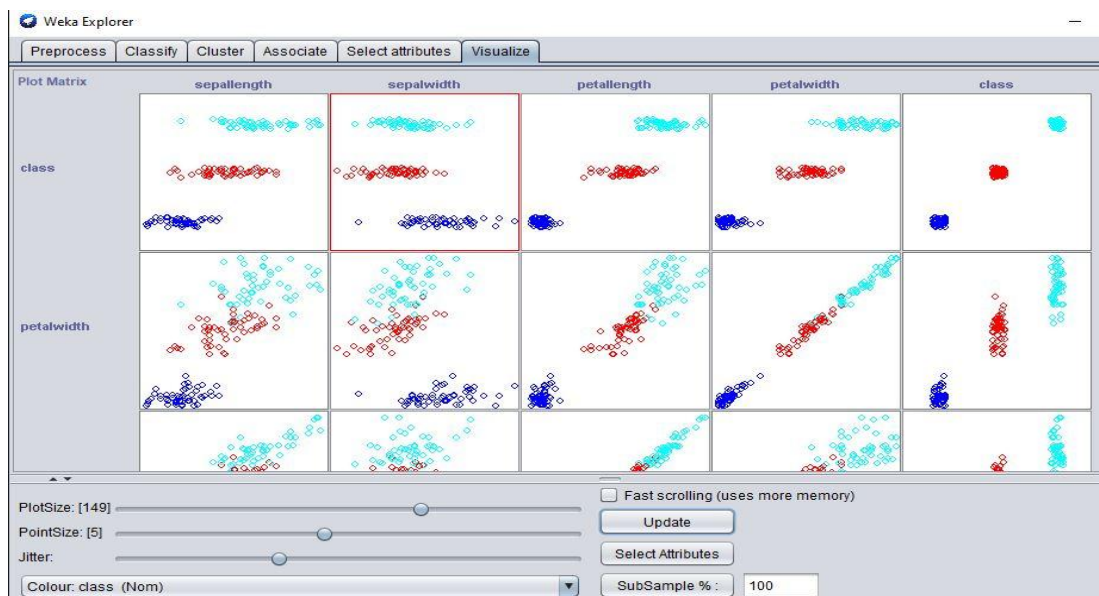 Weka Explorer
Preprocess Classify Cluster Associate Select attributes Visualize
Plot Matrix sepallength sepalwidth petallength petalwidth class
class
petalwidth
PlotSize: [149]
PointSize: [5]
Jitter:
Colour: class (Nom)
Fast scrolling (uses more memory)
Update
Select Attributes
SubSample % : 100